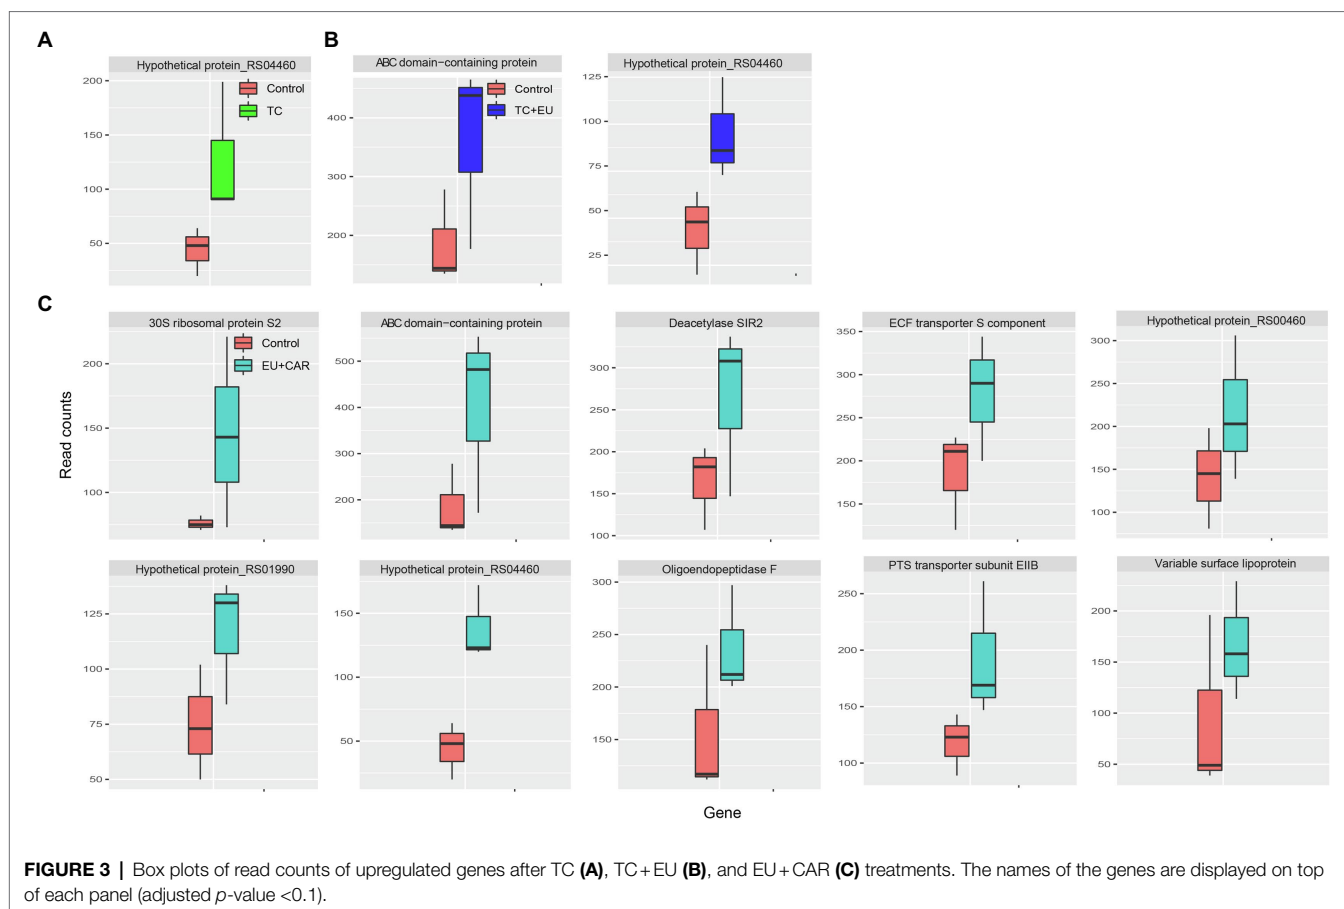 A
B
Hypothetical protein_RS04460
ABC domain−containing protein
Hypothetical protein_RS04460
200
150
100
50
Control
TC
400
300
200
Control
TC+EU
125
100
75
50
25
C
30S ribosomal protein S2
ABC domain−containing protein
Deacetylase SIR2
ECF transporter S component
Hypothetical protein_RS00460
200
150
100
Control
EU+CAR
500
400
300
200
300
250
200
150
100
350
300
250
200
150
300
250
200
150
100
Read counts
Hypothetical protein_RS01990
Hypothetical protein_RS04460
Oligoendopeptidase F
PTS transporter subunit EIIB
Variable surface lipoprotein
125
100
75
50
150
100
50
300
250
200
150
250
200
150
100
200
150
100
50
Gene
FIGURE 3 | Box plots of read counts of upregulated genes after TC (A), TC+EU (B), and EU+CAR (C) treatments. The names of the genes are displayed on top
of each panel (adjusted p-value <0.1).